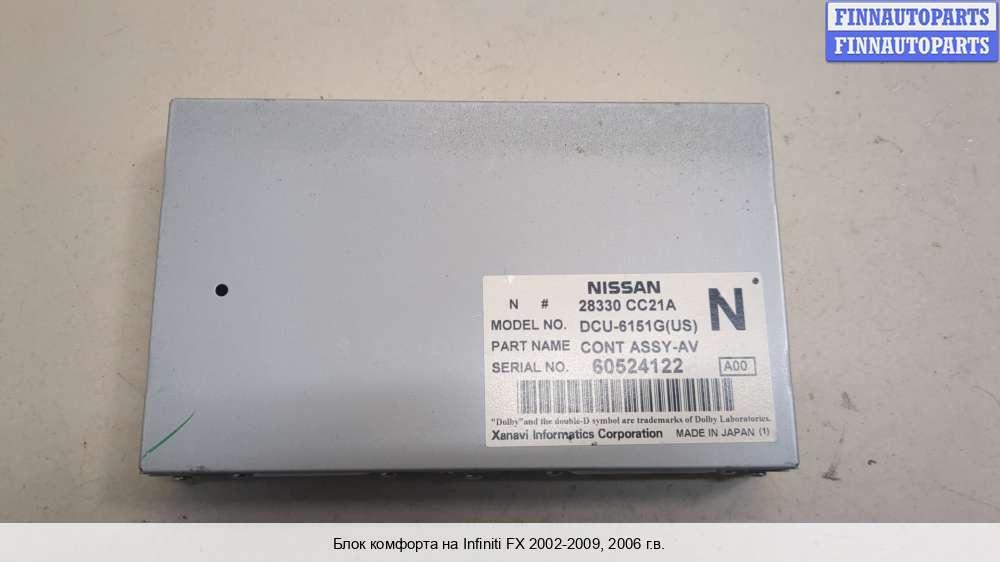 FINNAUTOPARTS
FINNAUTOPARTS
NISSAN
N # 28330 CC21A N
MODEL NO. DCU-6151G(US)
PART NAME CONT ASSY-AV
SERIAL NO. 60524122 A00
"Dolby"and the double-D symbol are trademarks of Dolby Laboratories.
Xanavi Informatics Corporation MADE IN JAPAN (1)
Блок комфорта на Infiniti FX 2002-2009, 2006 г.в.